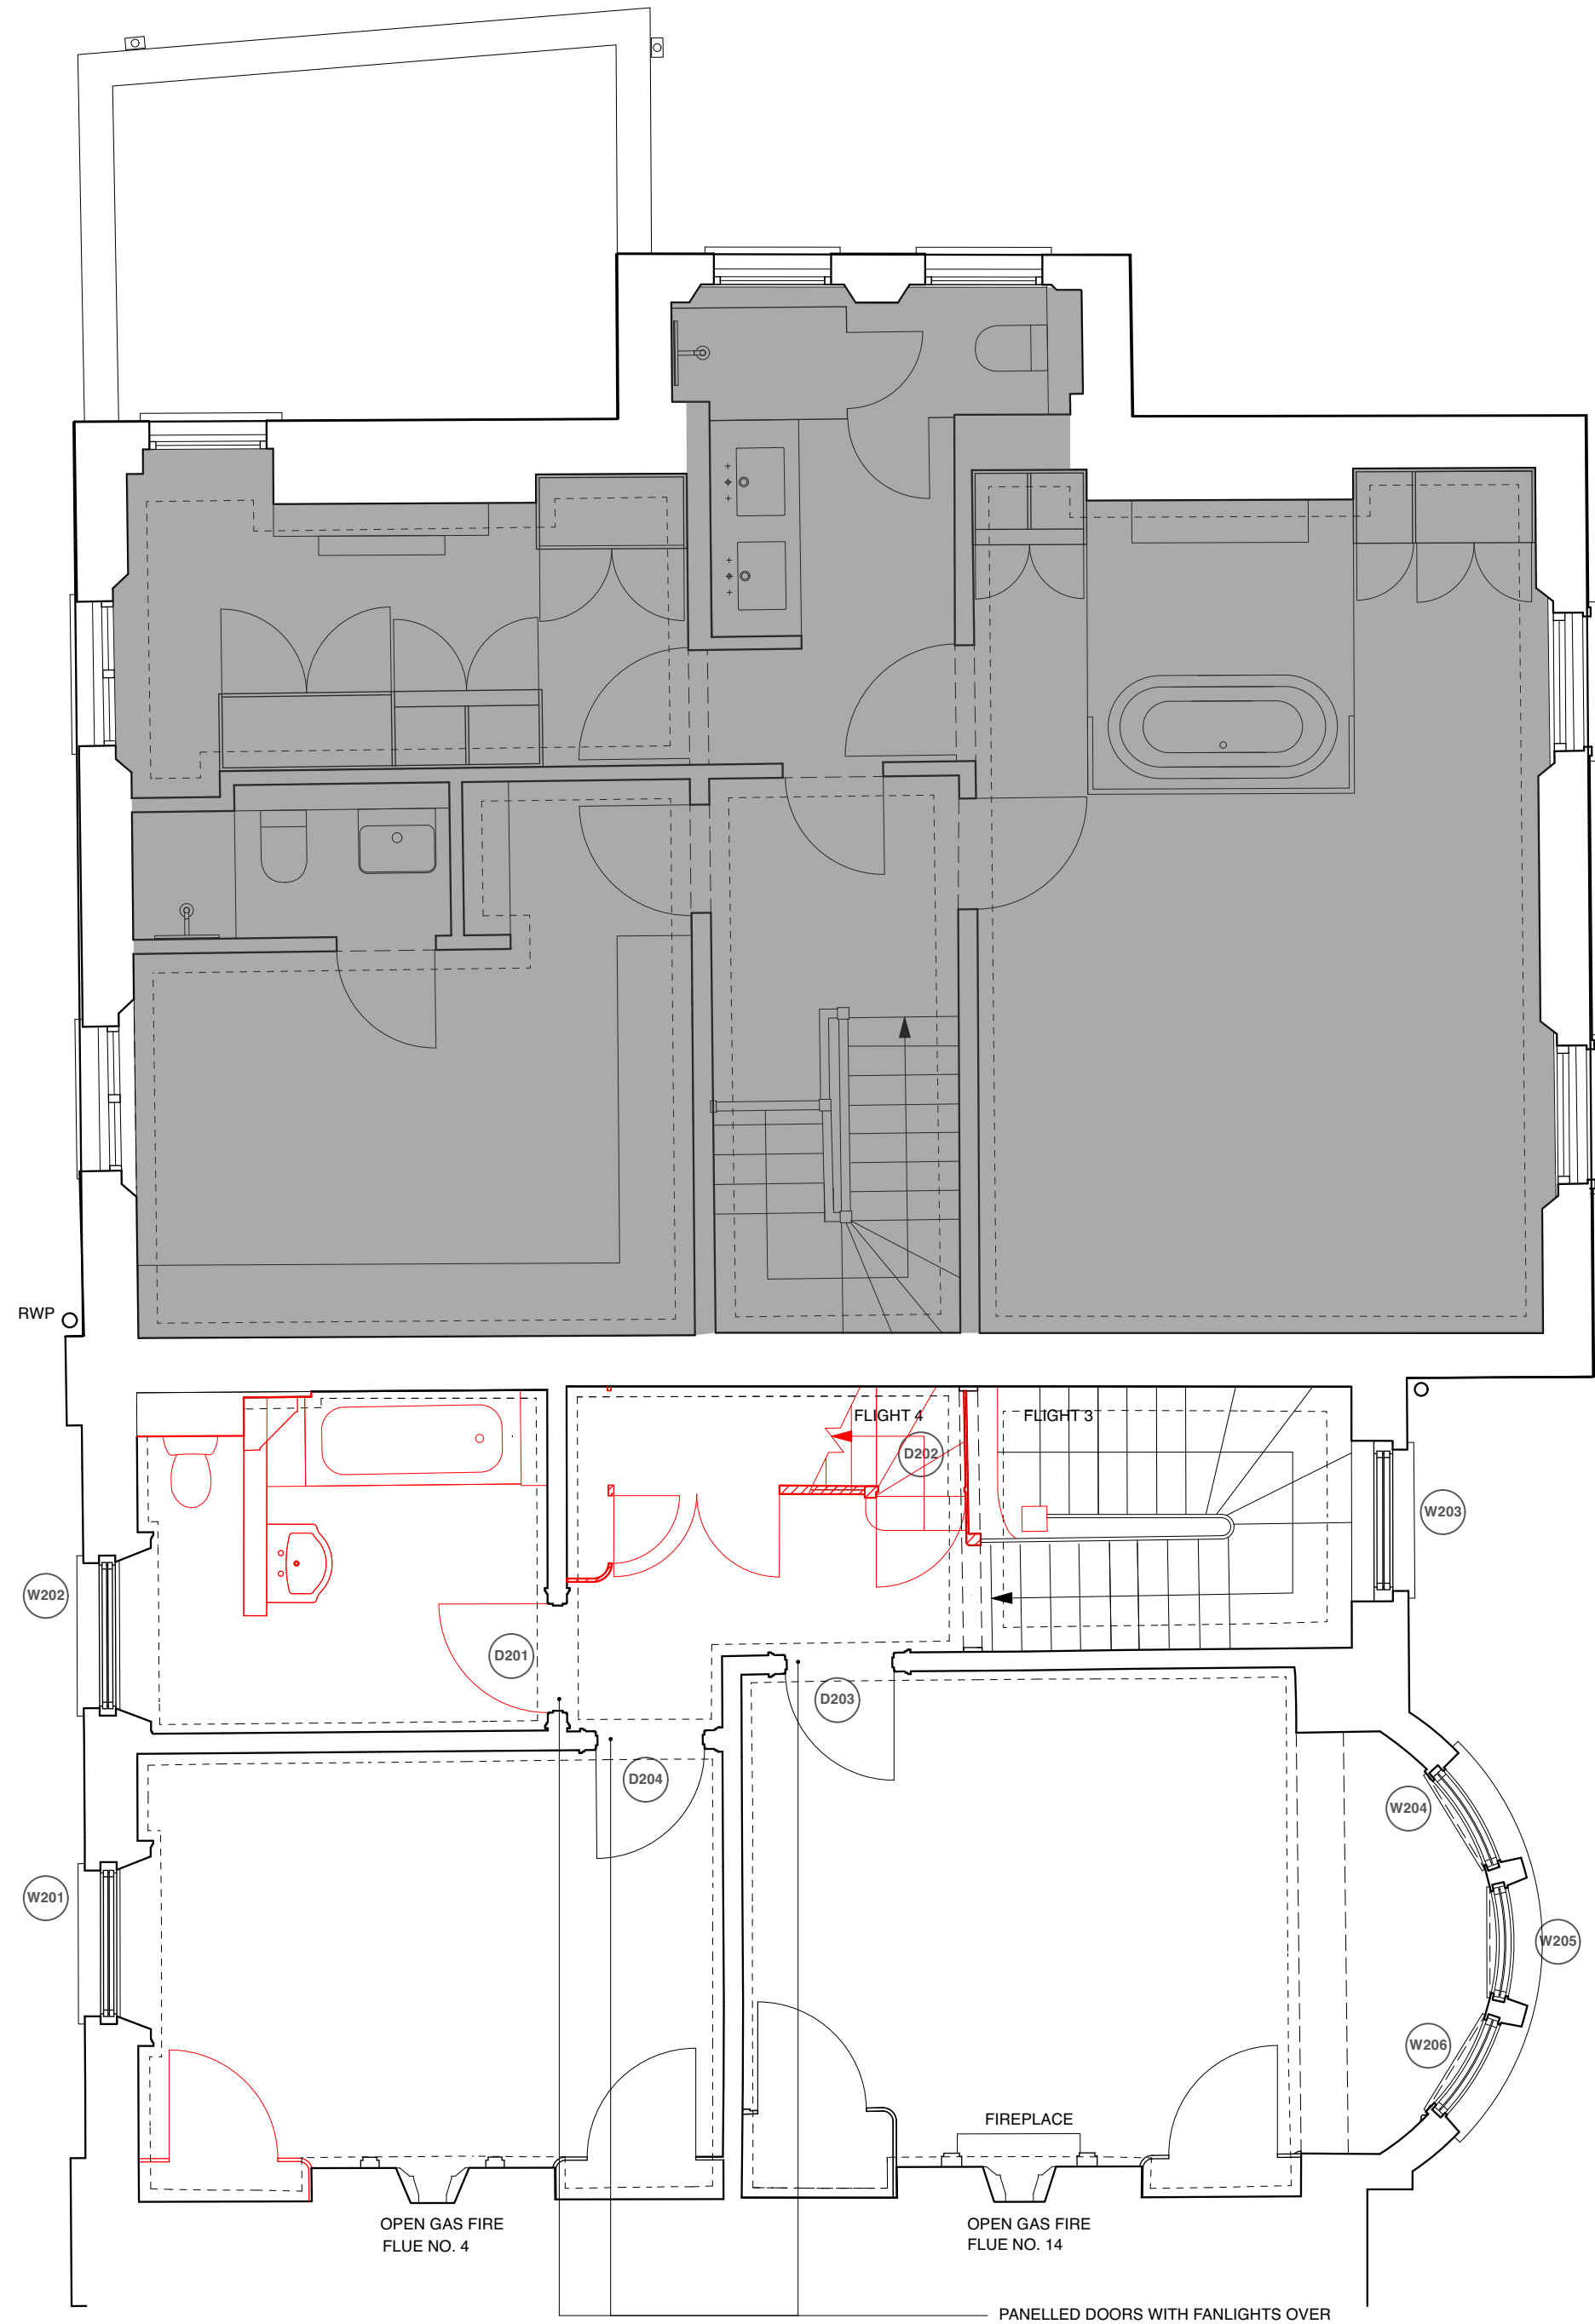 RWP
FLIGHT 4
FLIGHT 3
D202
W203
W202
D201
D203
D204
W204
W201
W205
W206
FIREPLACE
OPEN GAS FIRE
FLUE NO. 4
OPEN GAS FIRE
FLUE NO. 14
PANELLED DOORS WITH FANLIGHTS OVER